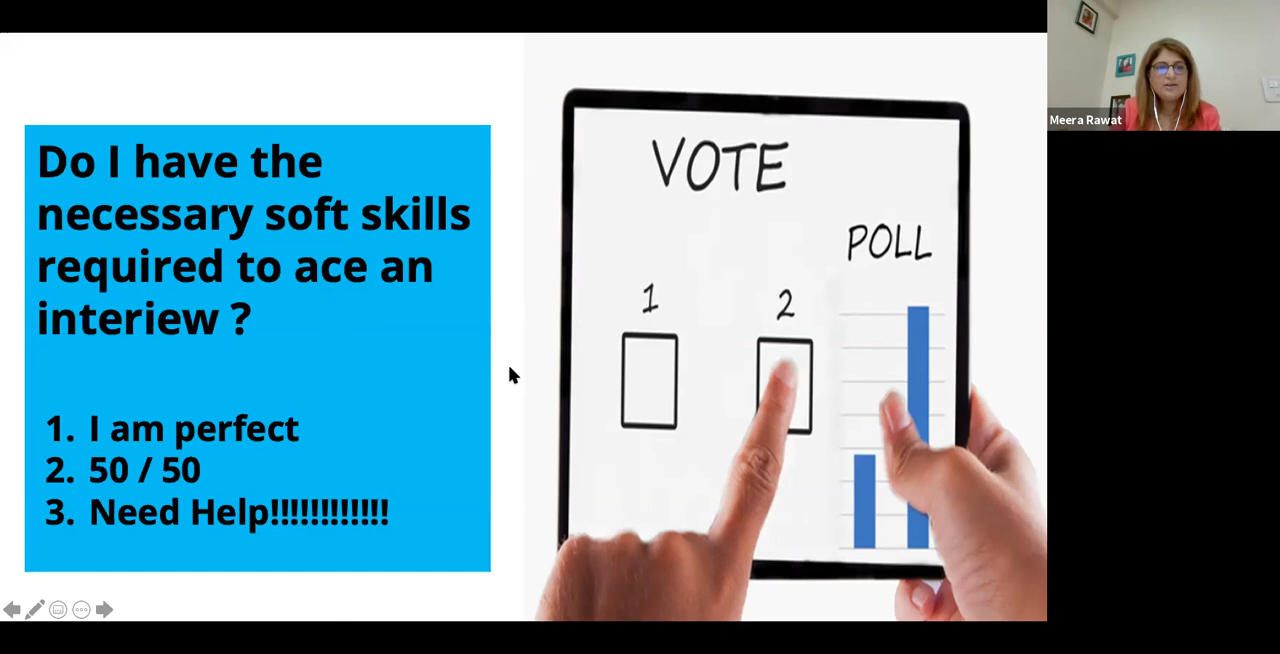 Do I have the
necessary soft skills
required to ace an
interiew ?
1. I am perfect
2. 50 / 50
3. Need Help!!!!!!!!!!!!
VOTE
POLL
1
2
Meera Rawat